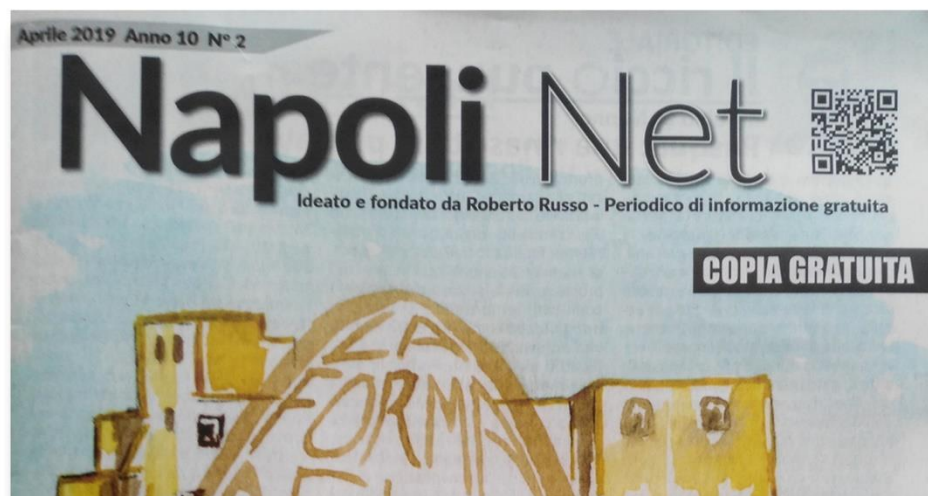 Aprile 2019 Anno 10 N° 2
Napoli Net
Ideato e fondato da Roberto Russo - Periodico di informazione gratuita
COPIA GRATUITA
LA
FORMA